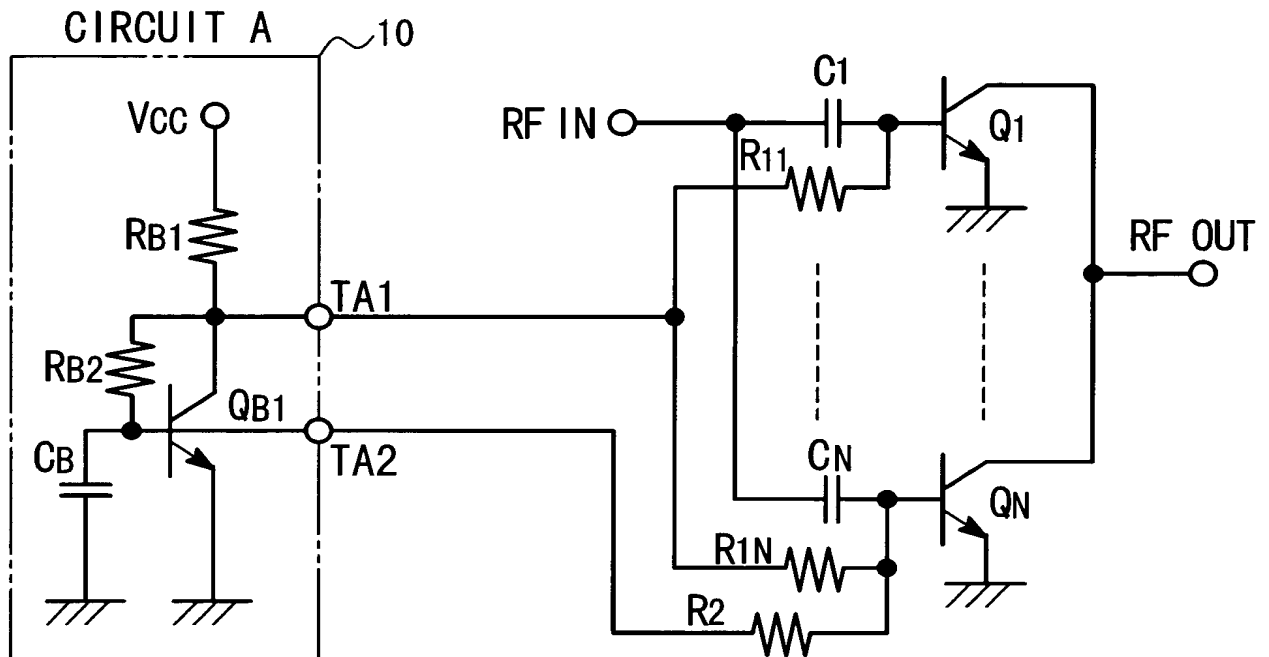 CIRCUIT A
10
VCC
RB1
TA1
RB2
QB1
CB
TA2
RF IN
C1
Q1
R11
RF OUT
CN
QN
R1N
R2